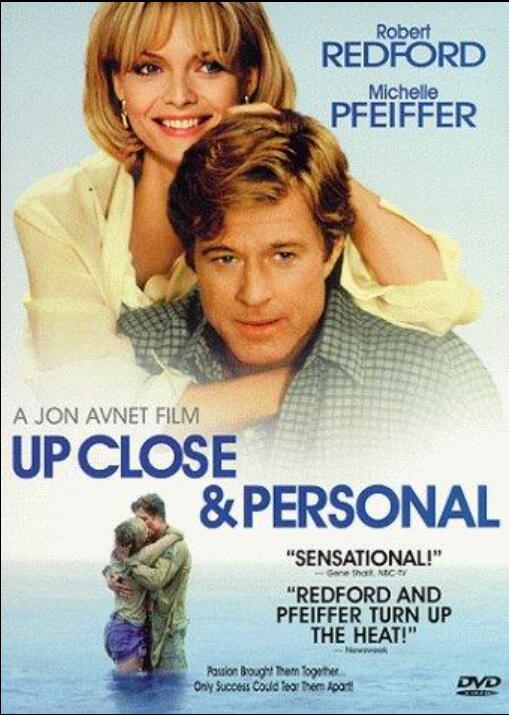 Robert
REDFORD
Michelle
PFEIFFER
A JON AVNET FILM
UP CLOSE
& PERSONAL
"SENSATIONAL!"
— Gene Shalit, NBC-TV
"REDFORD AND
PFEIFFER TURN UP
THE HEAT!"
— Newsweek
Passion Brought Them Together...
Only Success Could Tear Them Apart!
DVD
VIDEO